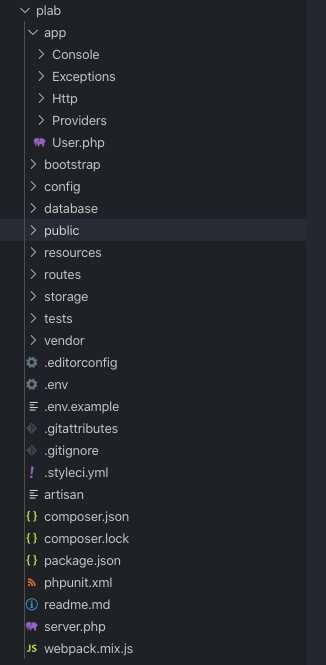 plab
app
Console
Exceptions
Http
Providers
User.php
bootstrap
config
database
public
resources
routes
storage
tests
vendor
.editorconfig
.env
.env.example
.gitattributes
.gitignore
! .styleci.yml
artisan
{} composer.json
{} composer.lock
{} package.json
phpunit.xml
readme.md
server.php
JS webpack.mix.js